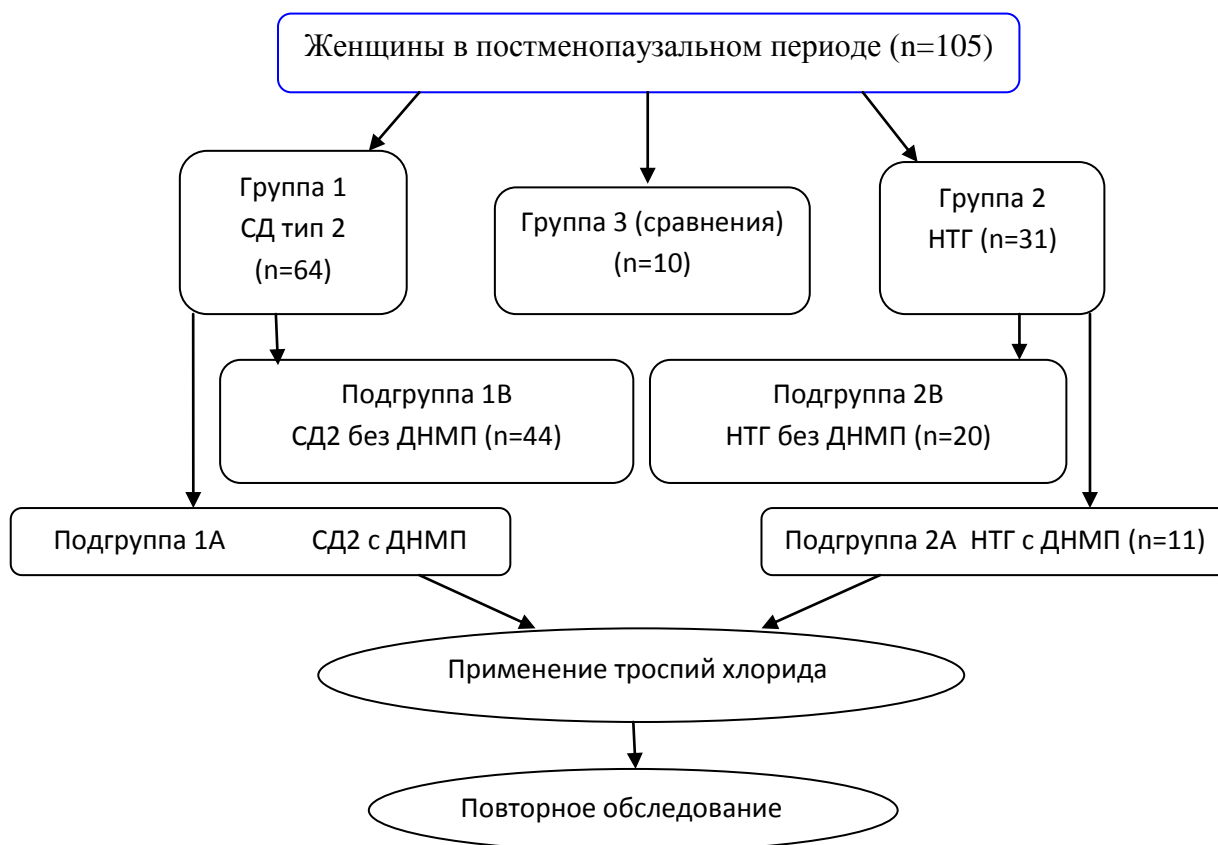 Женщины в постменопаузальном периоде (n=105)
Группа 1
СД тип 2
(n=64)
Группа 3 (сравнения)
(n=10)
Группа 2
НТГ (n=31)
Подгруппа 1В
СД2 без ДНМП (n=44)
Подгруппа 2В
НТГ без ДНМП (n=20)
Подгруппа 1А СД2 с ДНМП
Подгруппа 2А НТГ с ДНМП (n=11)
Применение троспий хлорида
Повторное обследование